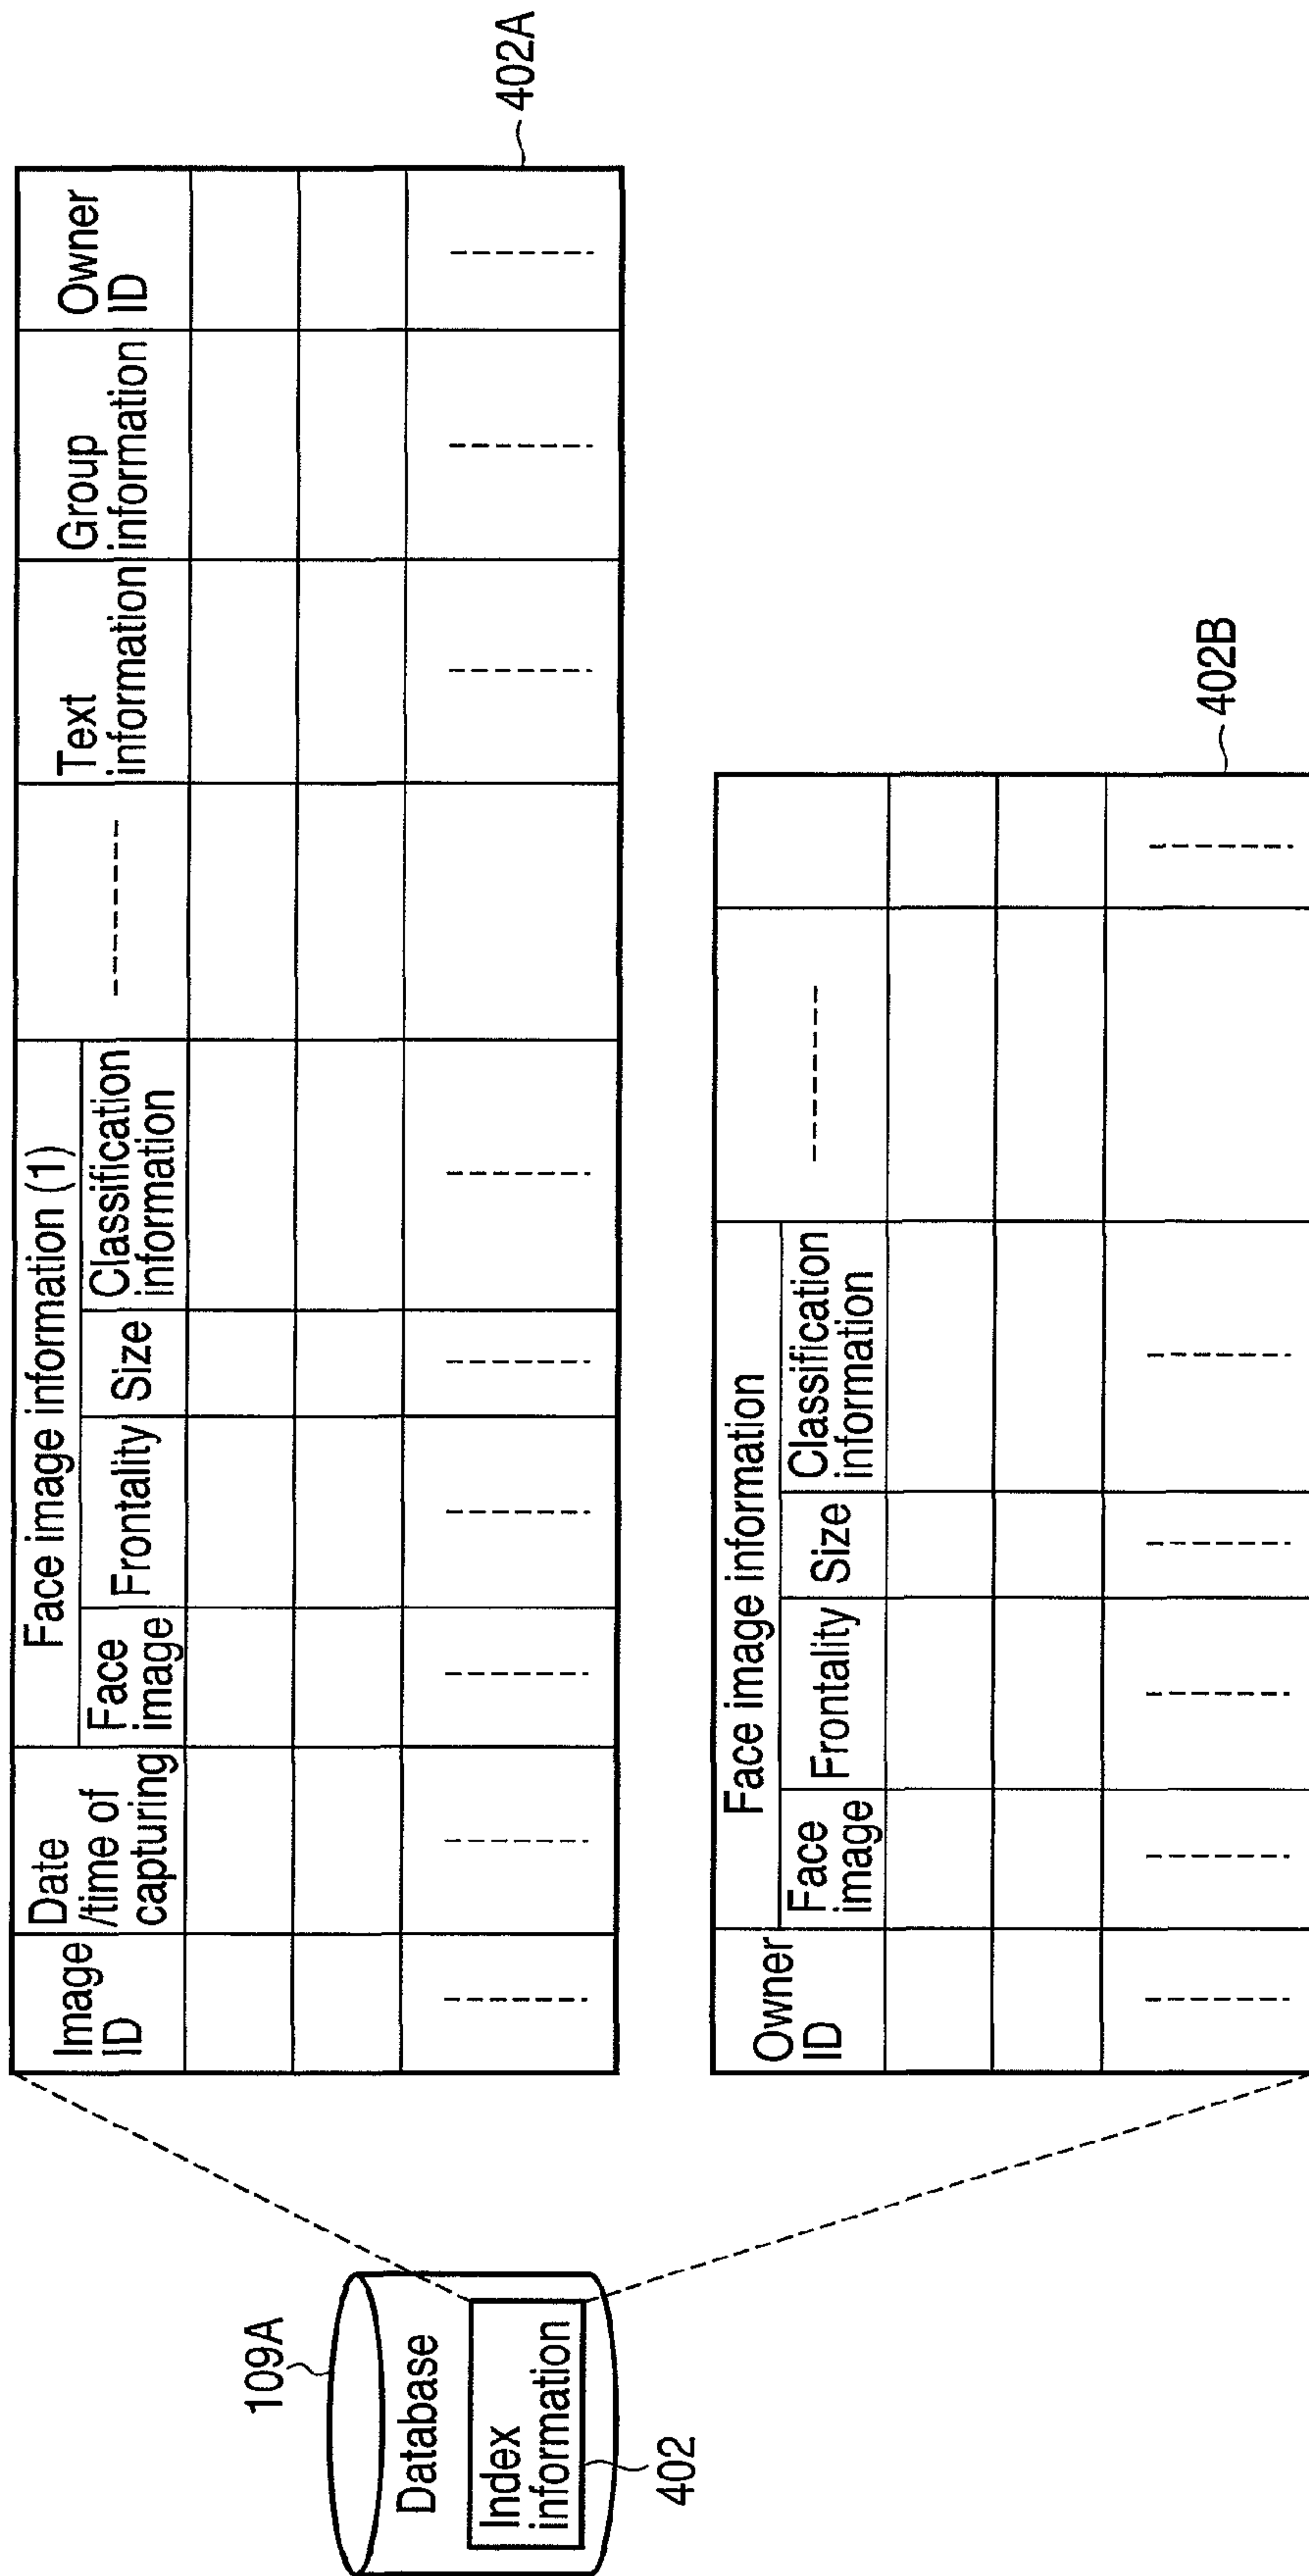 109A
Database
Index
information
402
Image
ID
Date
/time of
capturing
Face image information (1)
Face
image
Frontality
Size
Classification
information
Text
information
Group
information
Owner
ID
402A
Owner
ID
Face image information
Face
image
Frontality
Size
Classification
information
402B